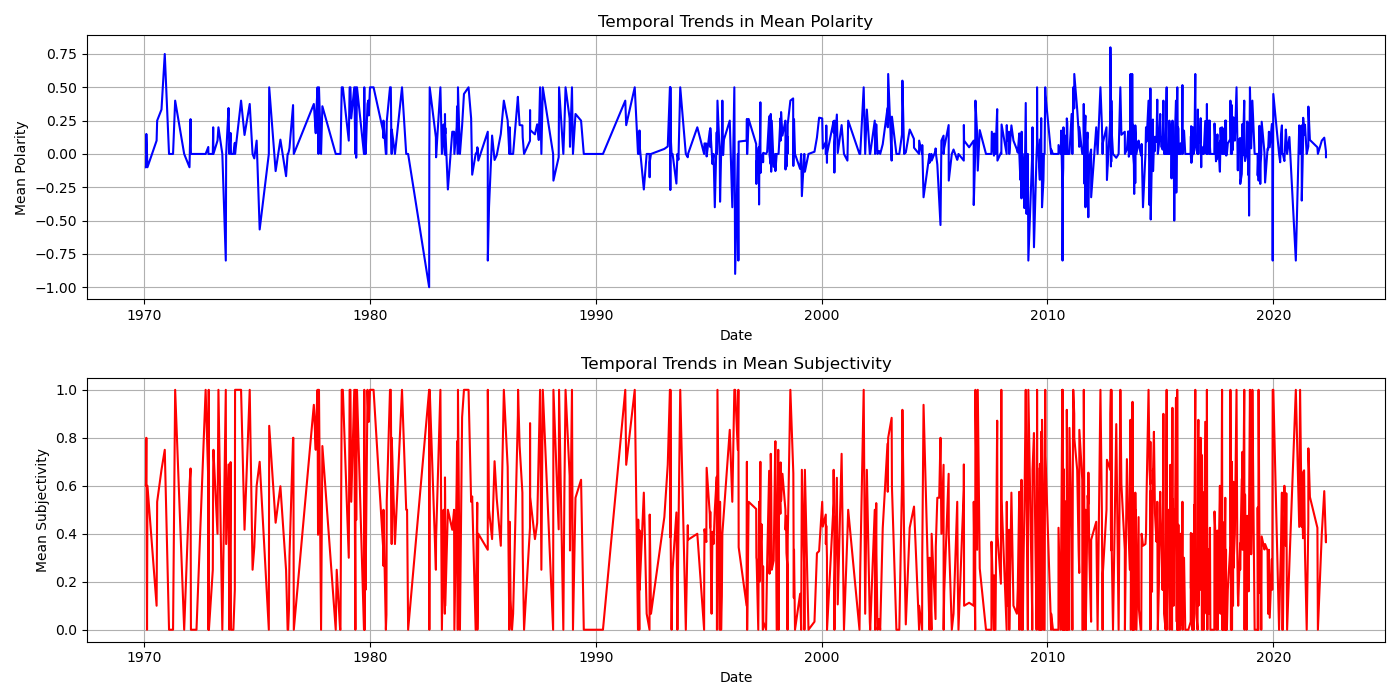 Temporal Trends in Mean Polarity
Mean Polarity
0.75
0.50
0.25
0.00
−0.25
−0.50
−0.75
−1.00
1970 1980 1990 2000 2010 2020
Date
Temporal Trends in Mean Subjectivity
Mean Subjectivity
1.0
0.8
0.6
0.4
0.2
0.0
1970 1980 1990 2000 2010 2020
Date